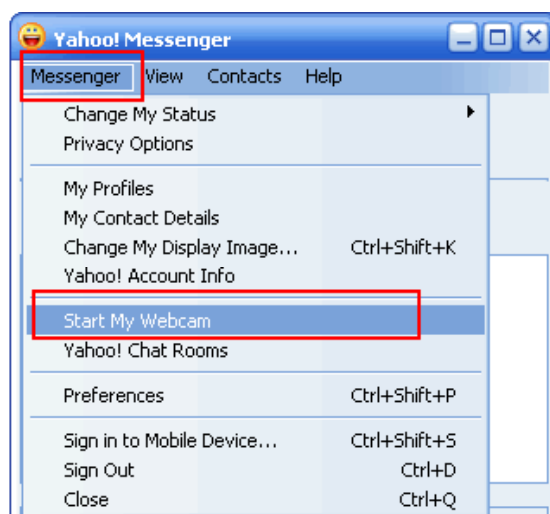 Yahoo! Messenger
Messenger View Contacts Help
Change My Status
Privacy Options
My Profiles
My Contact Details
Change My Display Image... Ctrl+Shift+K
Yahoo! Account Info
Start My Webcam
Yahoo! Chat Rooms
Preferences Ctrl+Shift+P
Sign in to Mobile Device... Ctrl+Shift+S
Sign Out Ctrl+D
Close Ctrl+Q